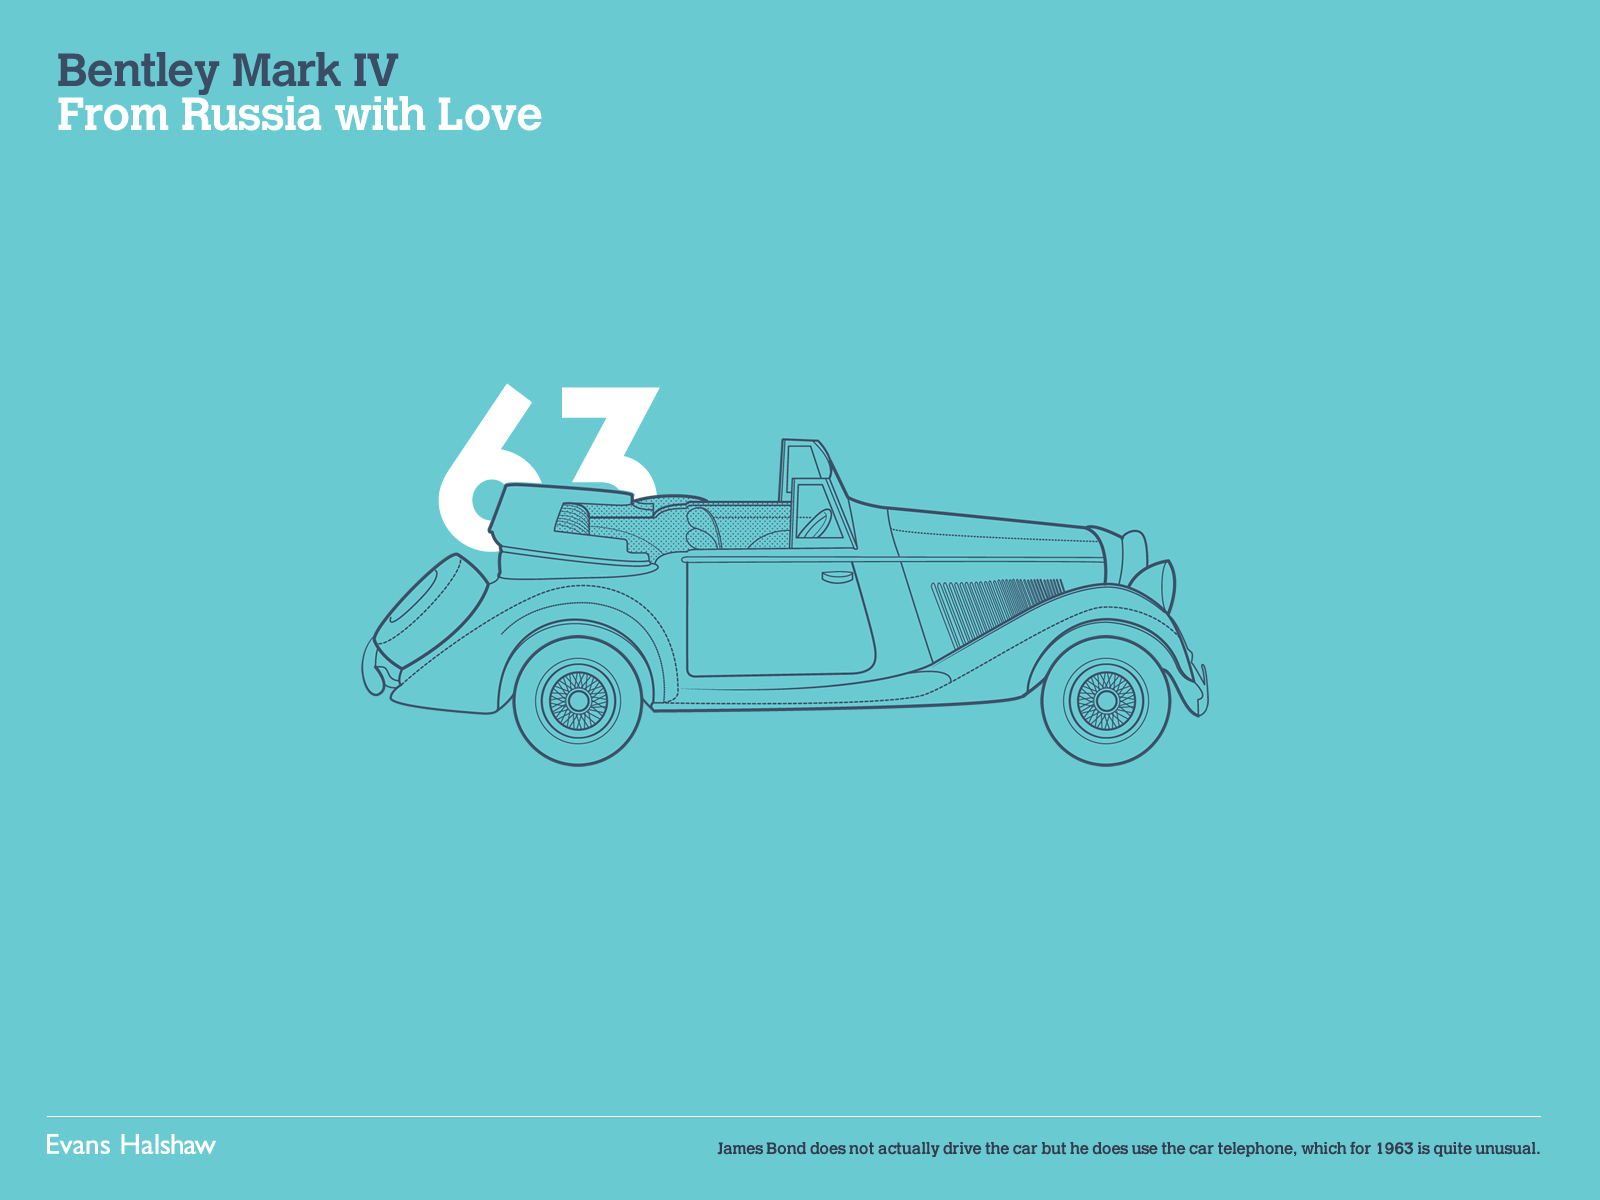 Bentley Mark IV
From Russia with Love
63
Evans Halshaw
James Bond does not actually drive the car but he does use the car telephone, which for 1963 is quite unusual.